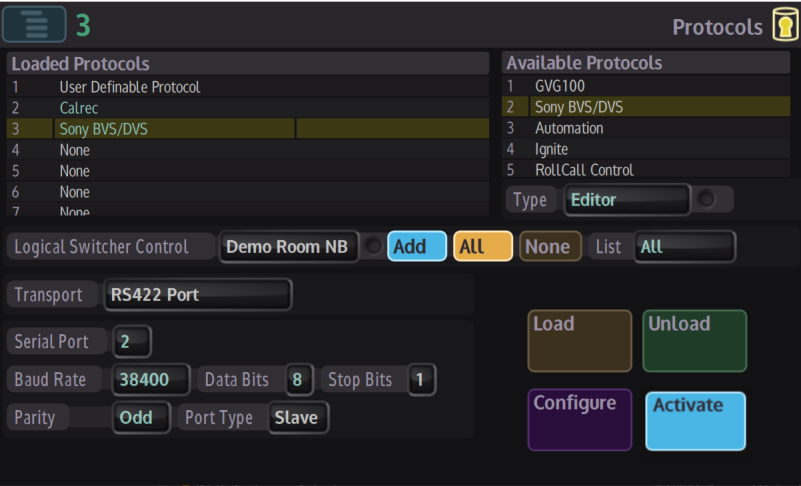 3 Protocols
Loaded Protocols
1 User Definable Protocol
2 Calrec
3 Sony BVS/DVS
4 None
5 None
6 None
7 None
Available Protocols
1 GVG100
2 Sony BVS/DVS
3 Automation
4 Ignite
5 RollCall Control
Type Editor
Logical Switcher Control Demo Room NB Add All None List All
Transport RS422 Port
Serial Port 2
Baud Rate 38400 Data Bits 8 Stop Bits 1
Parity Odd Port Type Slave
Load Unload
Configure Activate